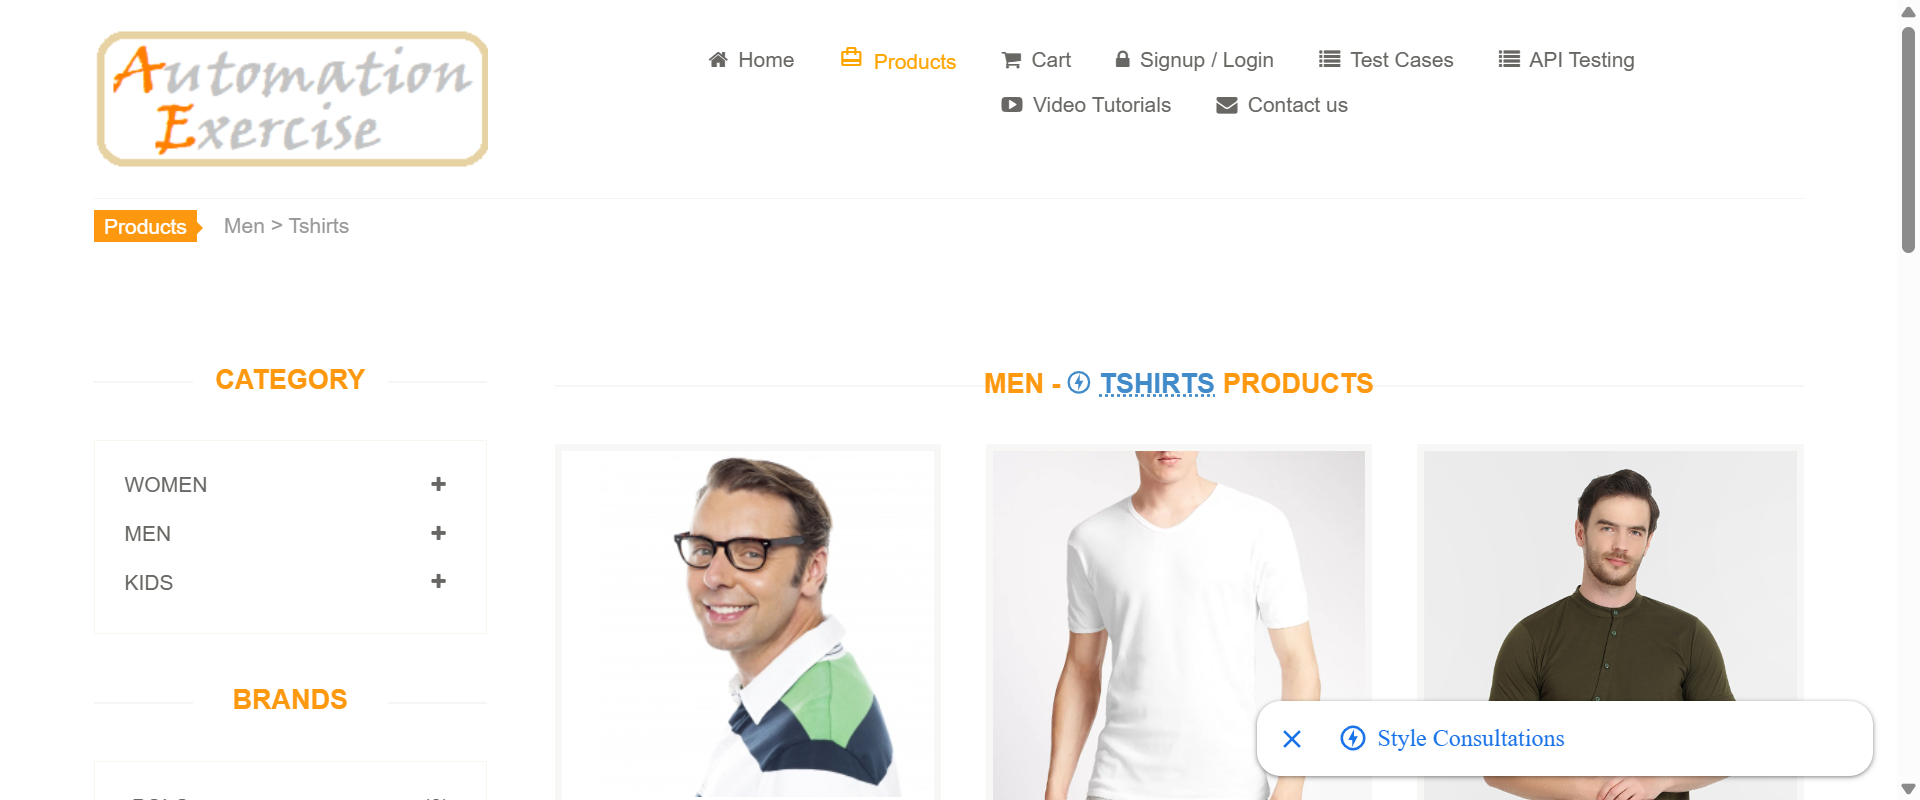 Automation
Exercise
Home
Products
Cart
Signup / Login
Test Cases
API Testing
Video Tutorials
Contact us
Products
Men > Tshirts
CATEGORY
MEN - TSHIRTS PRODUCTS
WOMEN
MEN
KIDS
BRANDS
Style Consultations